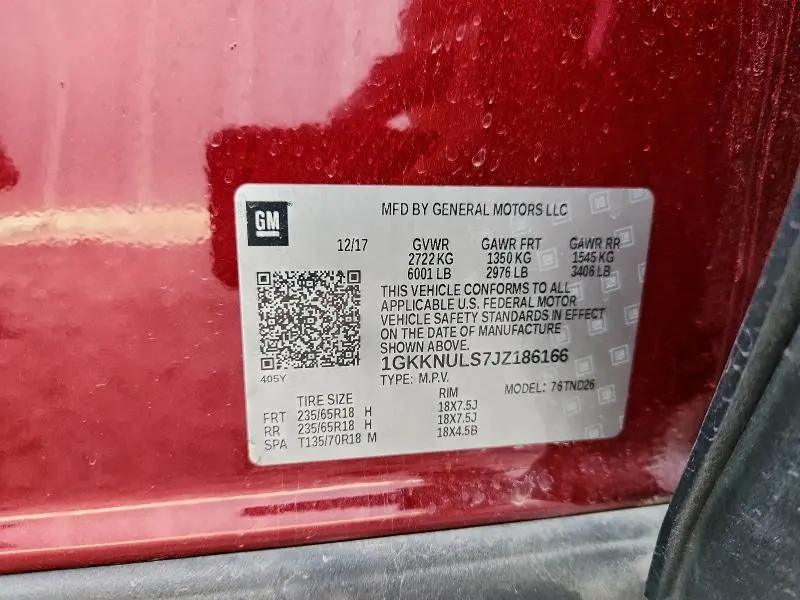 GM
MFD BY GENERAL MOTORS LLC
12/17 GVWR GAWR FRT GAWR RR
2722 KG 1350 KG 1545 KG
6001 LB 2976 LB 3406 LB
THIS VEHICLE CONFORMS TO ALL
APPLICABLE U.S. FEDERAL MOTOR
VEHICLE SAFETY STANDARDS IN EFFECT
ON THE DATE OF MANUFACTURE
SHOWN ABOVE.
1GKKNULS7JZ186166
405Y
TYPE: M.P.V. MODEL: 76TND26
TIRE SIZE RIM
FRT 235/65R18 H 18X7.5J
RR 235/65R18 H 18X7.5J
SPA T135/70R18 M 18X4.5B